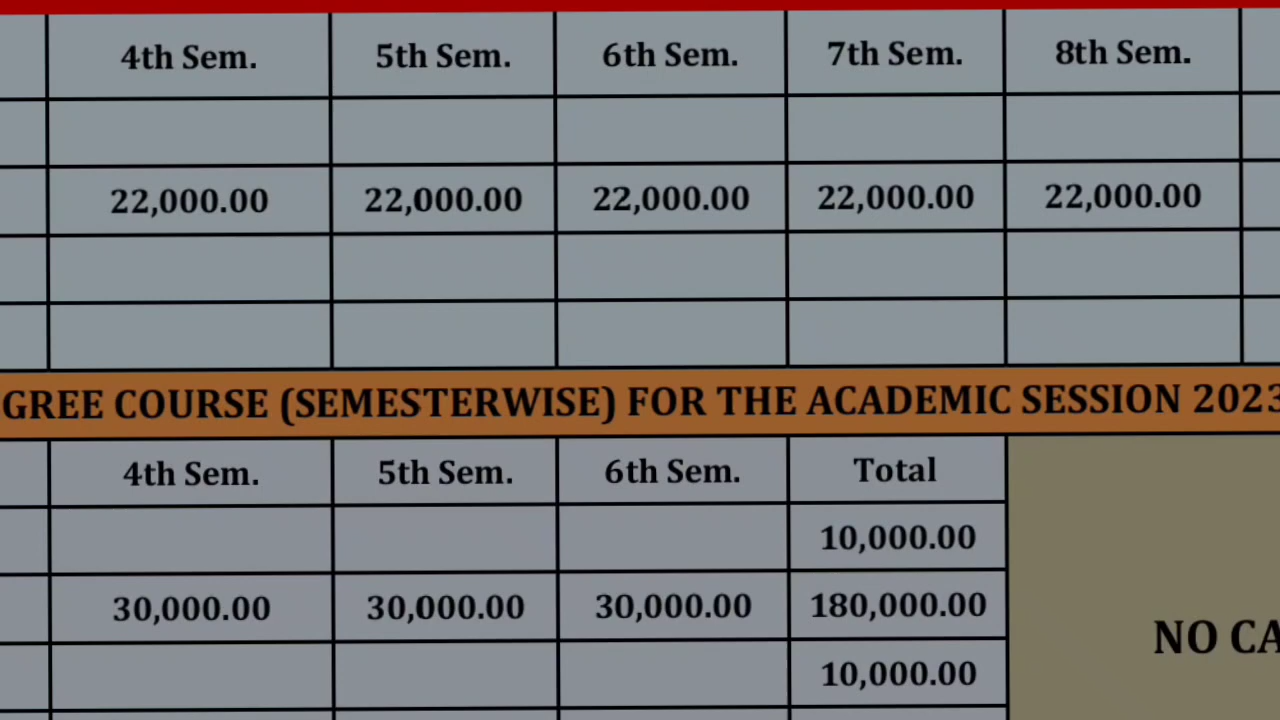 4th Sem. 5th Sem. 6th Sem. 7th Sem. 8th Sem.
22,000.00 22,000.00 22,000.00 22,000.00 22,000.00
GREE COURSE (SEMESTERWISE) FOR THE ACADEMIC SESSION 2023
4th Sem. 5th Sem. 6th Sem. Total
10,000.00
30,000.00 30,000.00 30,000.00 180,000.00
NO CA
10,000.00